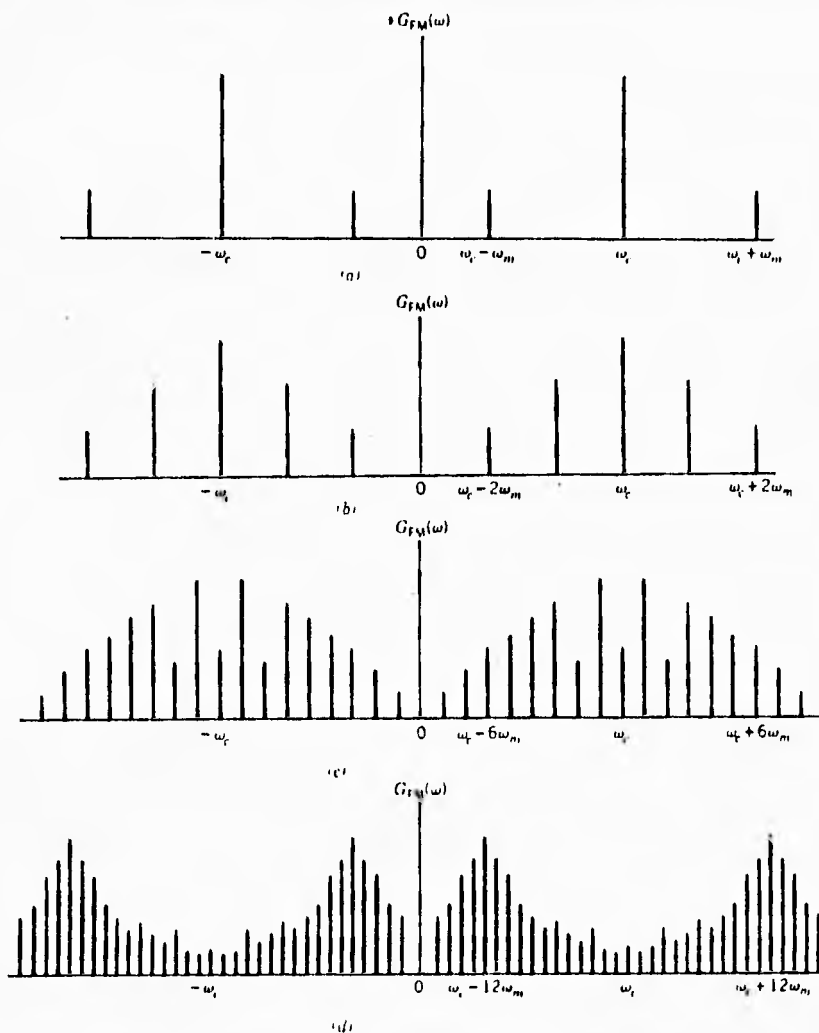 G_FM(ω)
−ω_c 0 ω_c − ω_m ω_c ω_c + ω_m
(a)
G_FM(ω)
−ω_c 0 ω_c − 2ω_m ω_c ω_c + 2ω_m
(b)
G_FM(ω)
−ω_c 0 ω_c − 6ω_m ω_c ω_c + 6ω_m
(c)
G_FM(ω)
−ω_c 0 ω_c − 12ω_m ω_c ω_c + 12ω_m
(d)